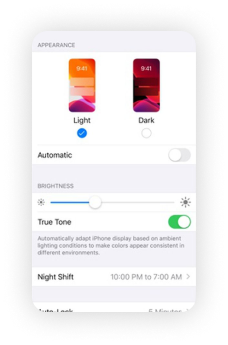 APPEARANCE
9:41 9:41
Light Dark
Automatic
BRIGHTNESS
True Tone
Automatically adapt iPhone display based on ambient
lighting conditions to make colors appear consistent in
different environments.
Night Shift 10:00 PM to 7:00 AM
Auto-Lock 5 Minutes